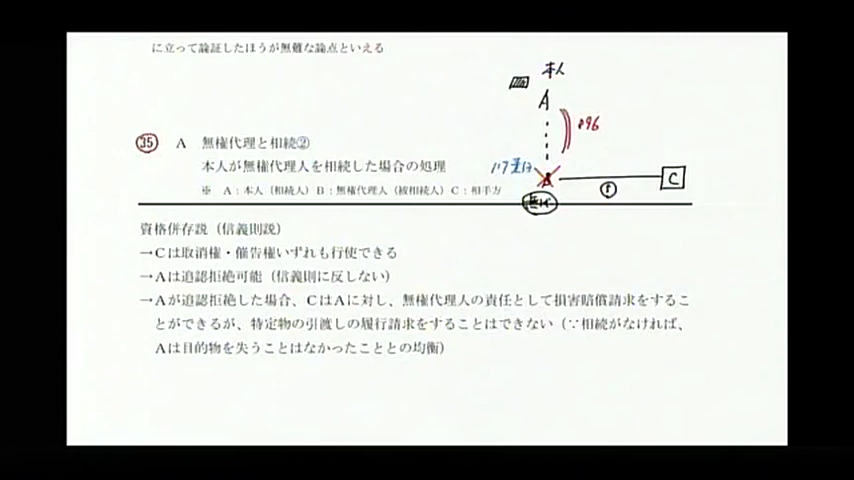 に立って論証したほうが無難な論点といえる
本人
A
896
35 A 無権代理と相続②
本人が無権代理人を相続した場合の処理
117責任
C
※ A：本人（相続人）B：無権代理人（被相続人）C：相手方
資格併存説（信義則説）
→Cは取消権・催告権いずれも行使できる
→Aは追認拒絶可能（信義則に反しない）
→Aが追認拒絶した場合、CはAに対し、無権代理人の責任として損害賠償請求をするこ
とができるが、特定物の引渡しの履行請求をすることはできない（∵相続がなければ、
Aは目的物を失うことはなかったこととの均衡）